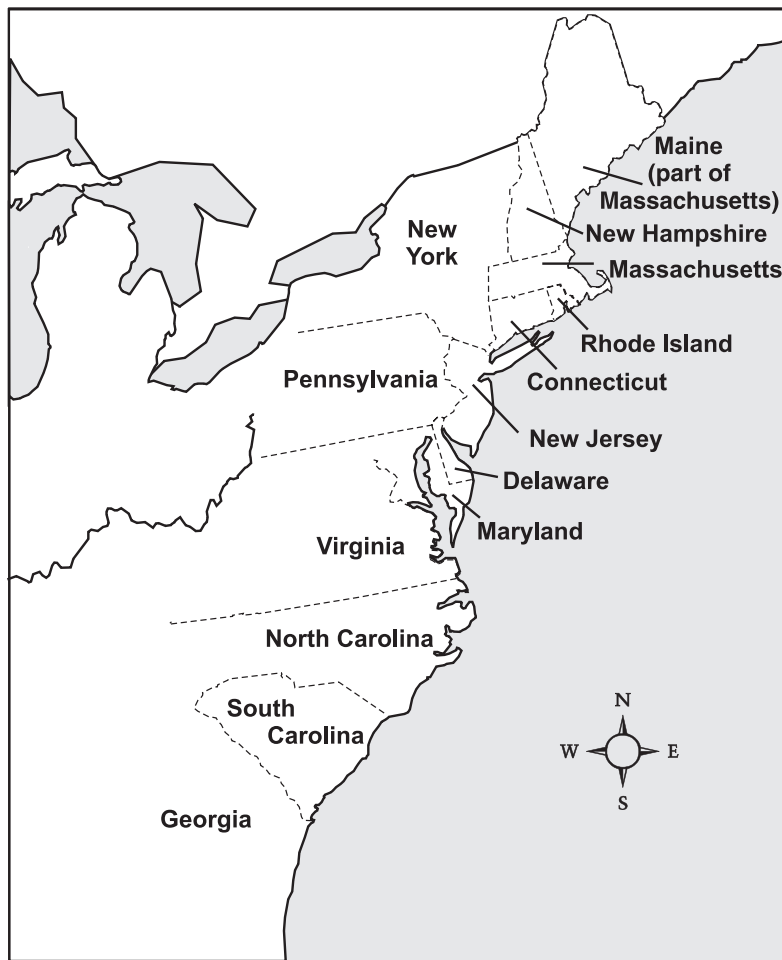 Maine
(part of
Massachusetts)
New
York
New Hampshire
Massachusetts
Rhode Island
Pennsylvania
Connecticut
New Jersey
Delaware
Maryland
Virginia
North Carolina
South
Carolina
Georgia
N
W
E
S